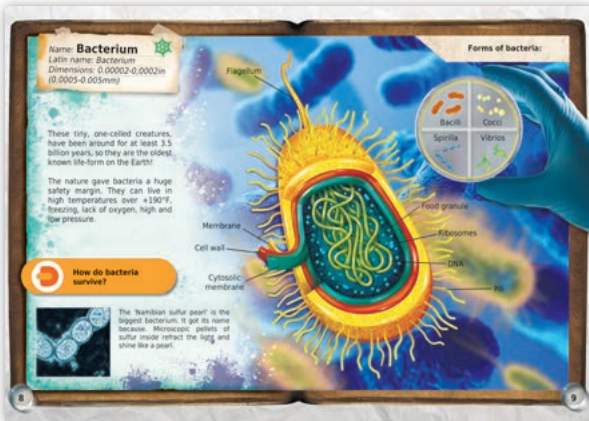 Name: Bacterium
Latin name: Bacterium
Dimensions: 0.00002-0,0002in
(0.0005-0.005mm)
These tiny, one-celled creatures,
have been around for at least 3.5
billion years, so they are the oldest
known life-form on the Earth!
The nature gave bacteria a huge
safety margin. They can live in
high temperatures over +190°F,
freezing, lack of oxygen, high and
low pressure.
How do bacteria
survive?
The 'Namibian sulfur pearl' is the
biggest bacterium. It got its name
because. Microscopic pellets of
sulfur inside refract the light and
shine like a pearl.
8
Flagellum
Membrane
Cell wall
Cytosolic
membrane
Forms of bacteria:
Bacilli
Cocci
Spirilla
Vibrios
Food granule
Ribosomes
DNA
Pili
9